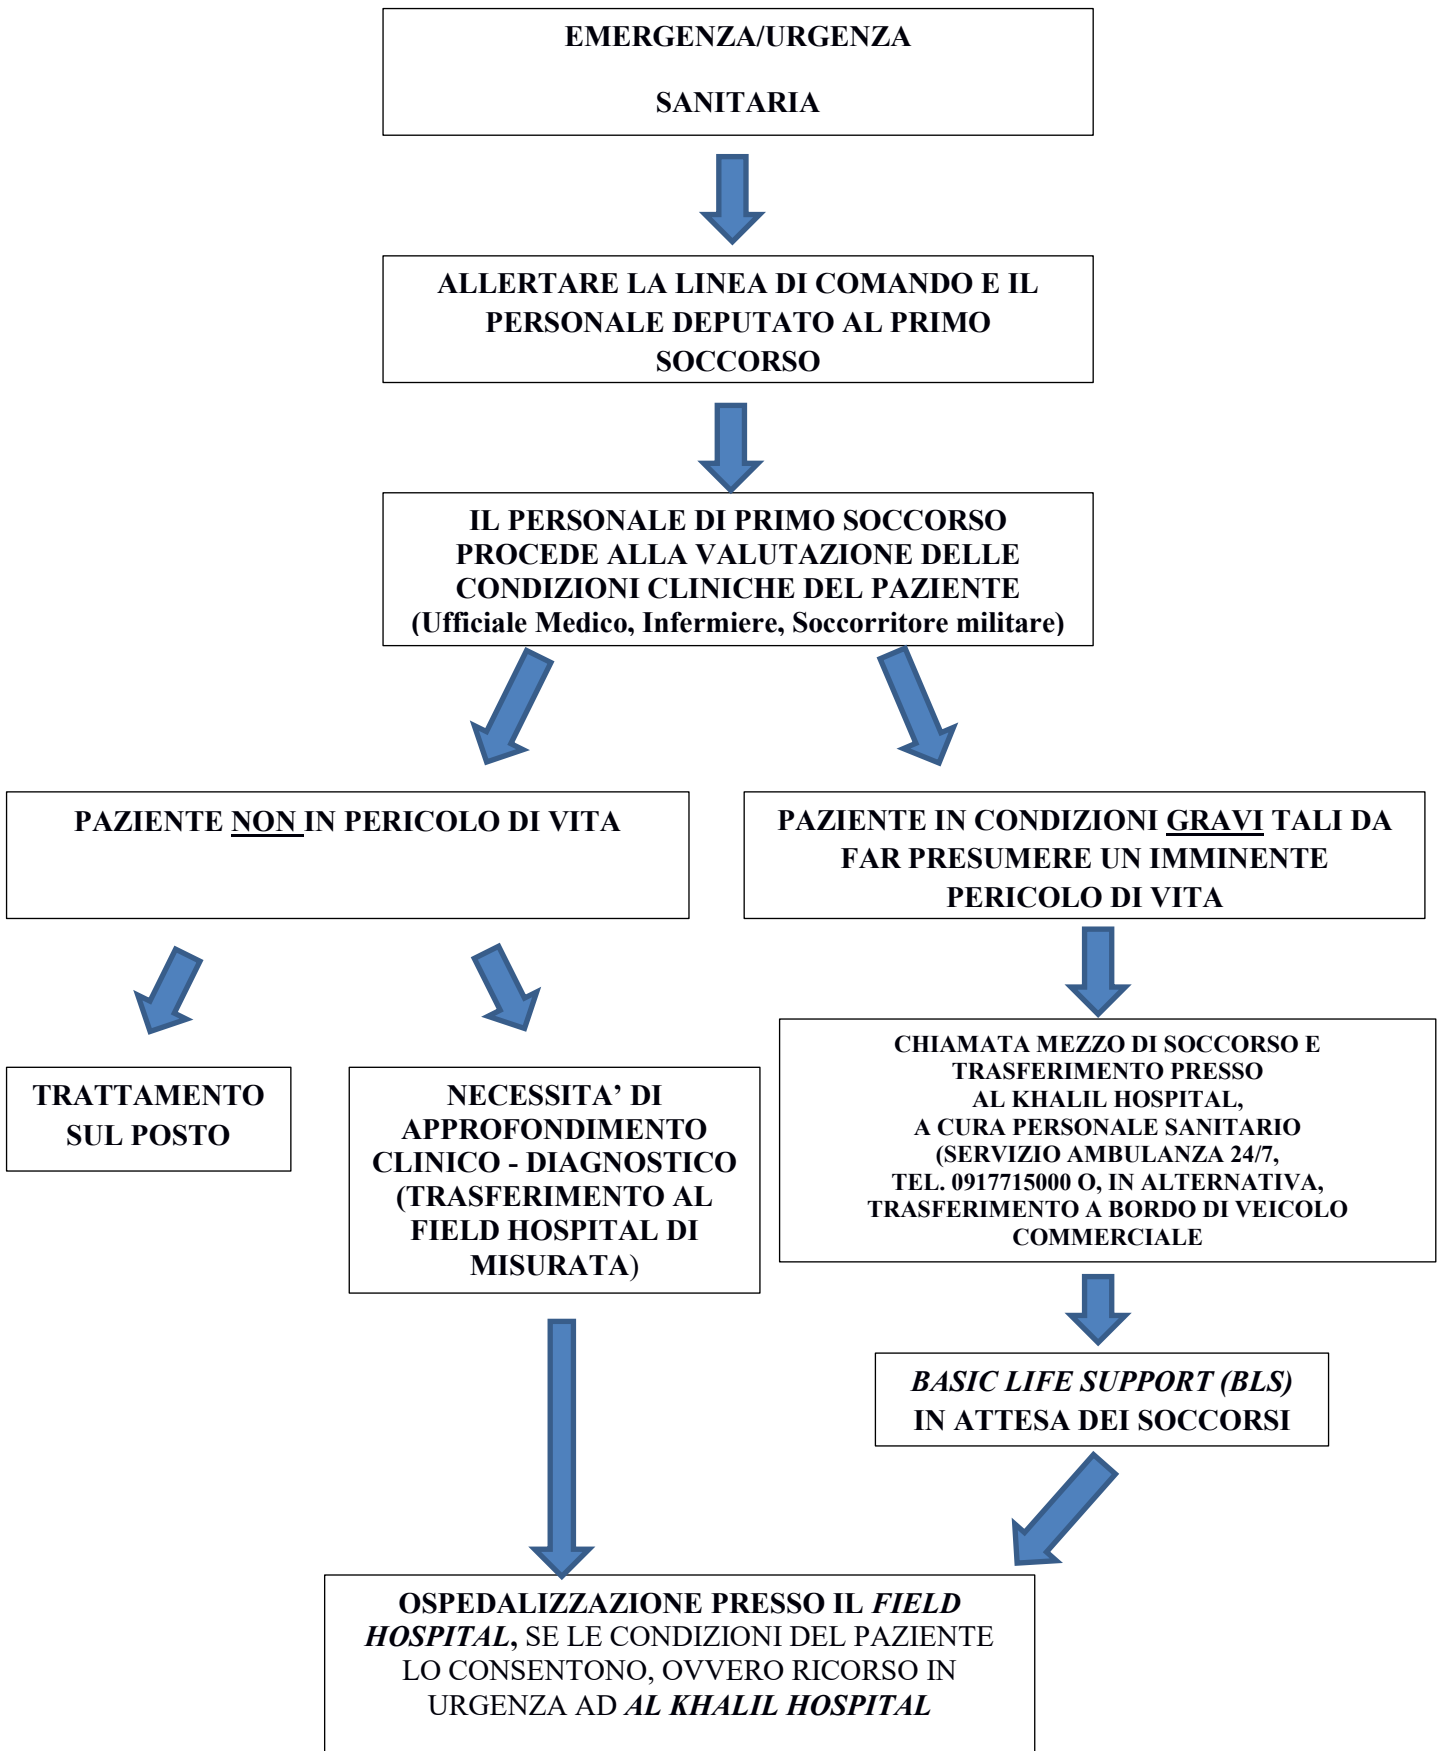 EMERGENZA/URGENZA
SANITARIA
ALLERTARE LA LINEA DI COMANDO E IL
PERSONALE DEPUTATO AL PRIMO
SOCCORSO
IL PERSONALE DI PRIMO SOCCORSO
PROCEDE ALLA VALUTAZIONE DELLE
CONDIZIONI CLINICHE DEL PAZIENTE
(Ufficiale Medico, Infermiere, Soccorritore militare)
PAZIENTE NON IN PERICOLO DI VITA
PAZIENTE IN CONDIZIONI GRAVI TALI DA
FAR PRESUMERE UN IMMINENTE
PERICOLO DI VITA
TRATTAMENTO
SUL POSTO
NECESSITA’ DI
APPROFONDIMENTO
CLINICO - DIAGNOSTICO
(TRASFERIMENTO AL
FIELD HOSPITAL DI
MISURATA)
CHIAMATA MEZZO DI SOCCORSO E
TRASFERIMENTO PRESSO
AL KHALIL HOSPITAL,
A CURA PERSONALE SANITARIO
(SERVIZIO AMBULANZA 24/7,
TEL. 0917715000 O, IN ALTERNATIVA,
TRASFERIMENTO A BORDO DI VEICOLO
COMMERCIALE
BASIC LIFE SUPPORT (BLS)
IN ATTESA DEI SOCCORSI
OSPEDALIZZAZIONE PRESSO IL FIELD
HOSPITAL, SE LE CONDIZIONI DEL PAZIENTE
LO CONSENTONO, OVVERO RICORSO IN
URGENZA AD AL KHALIL HOSPITAL